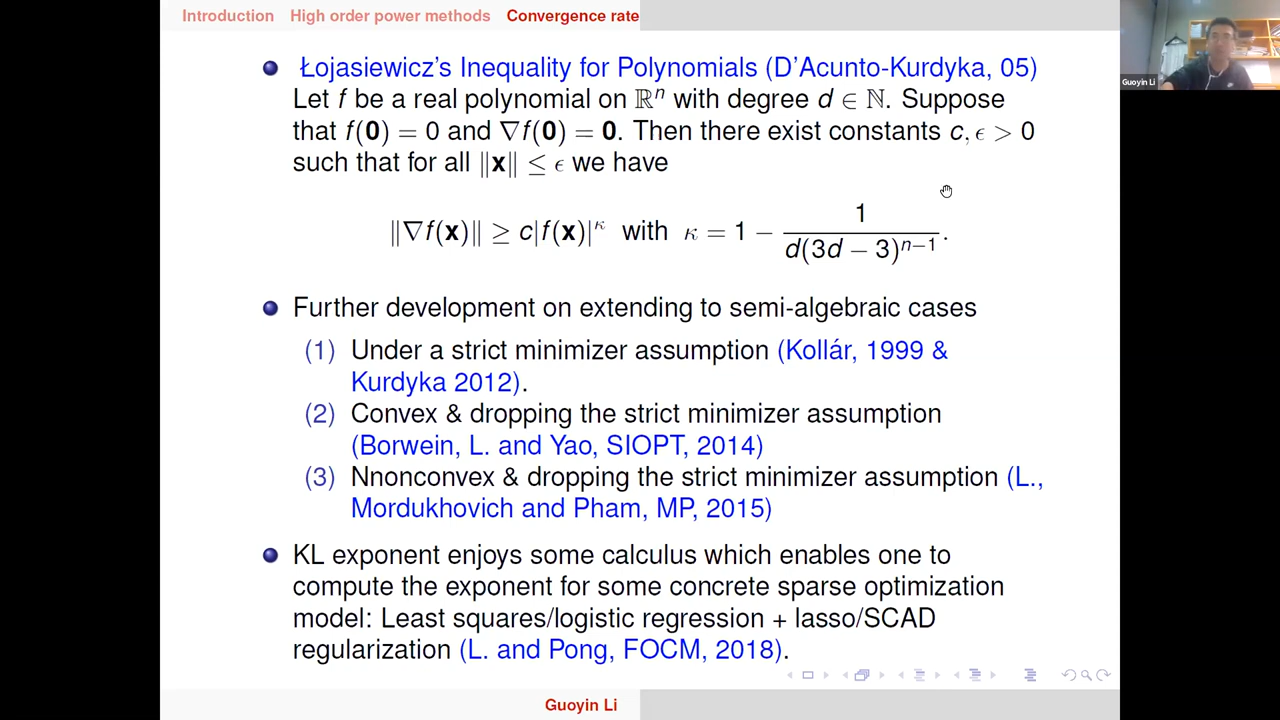 Introduction High order power methods Convergence rate
Łojasiewicz's Inequality for Polynomials (D'Acunto-Kurdyka, 05)
Let f be a real polynomial on ℝⁿ with degree d ∈ ℕ. Suppose
that f(0) = 0 and ∇f(0) = 0. Then there exist constants c, ϵ > 0
such that for all ‖x‖ ≤ ϵ we have
‖∇f(x)‖ ≥ c|f(x)|^κ with κ = 1 − 1/(d(3d − 3)^{n−1}).
Further development on extending to semi-algebraic cases
(1) Under a strict minimizer assumption (Kollár, 1999 &
Kurdyka 2012).
(2) Convex & dropping the strict minimizer assumption
(Borwein, L. and Yao, SIOPT, 2014)
(3) Nnonconvex & dropping the strict minimizer assumption (L.,
Mordukhovich and Pham, MP, 2015)
KL exponent enjoys some calculus which enables one to
compute the exponent for some concrete sparse optimization
model: Least squares/logistic regression + lasso/SCAD
regularization (L. and Pong, FOCM, 2018).
Guoyin Li
Guoyin Li